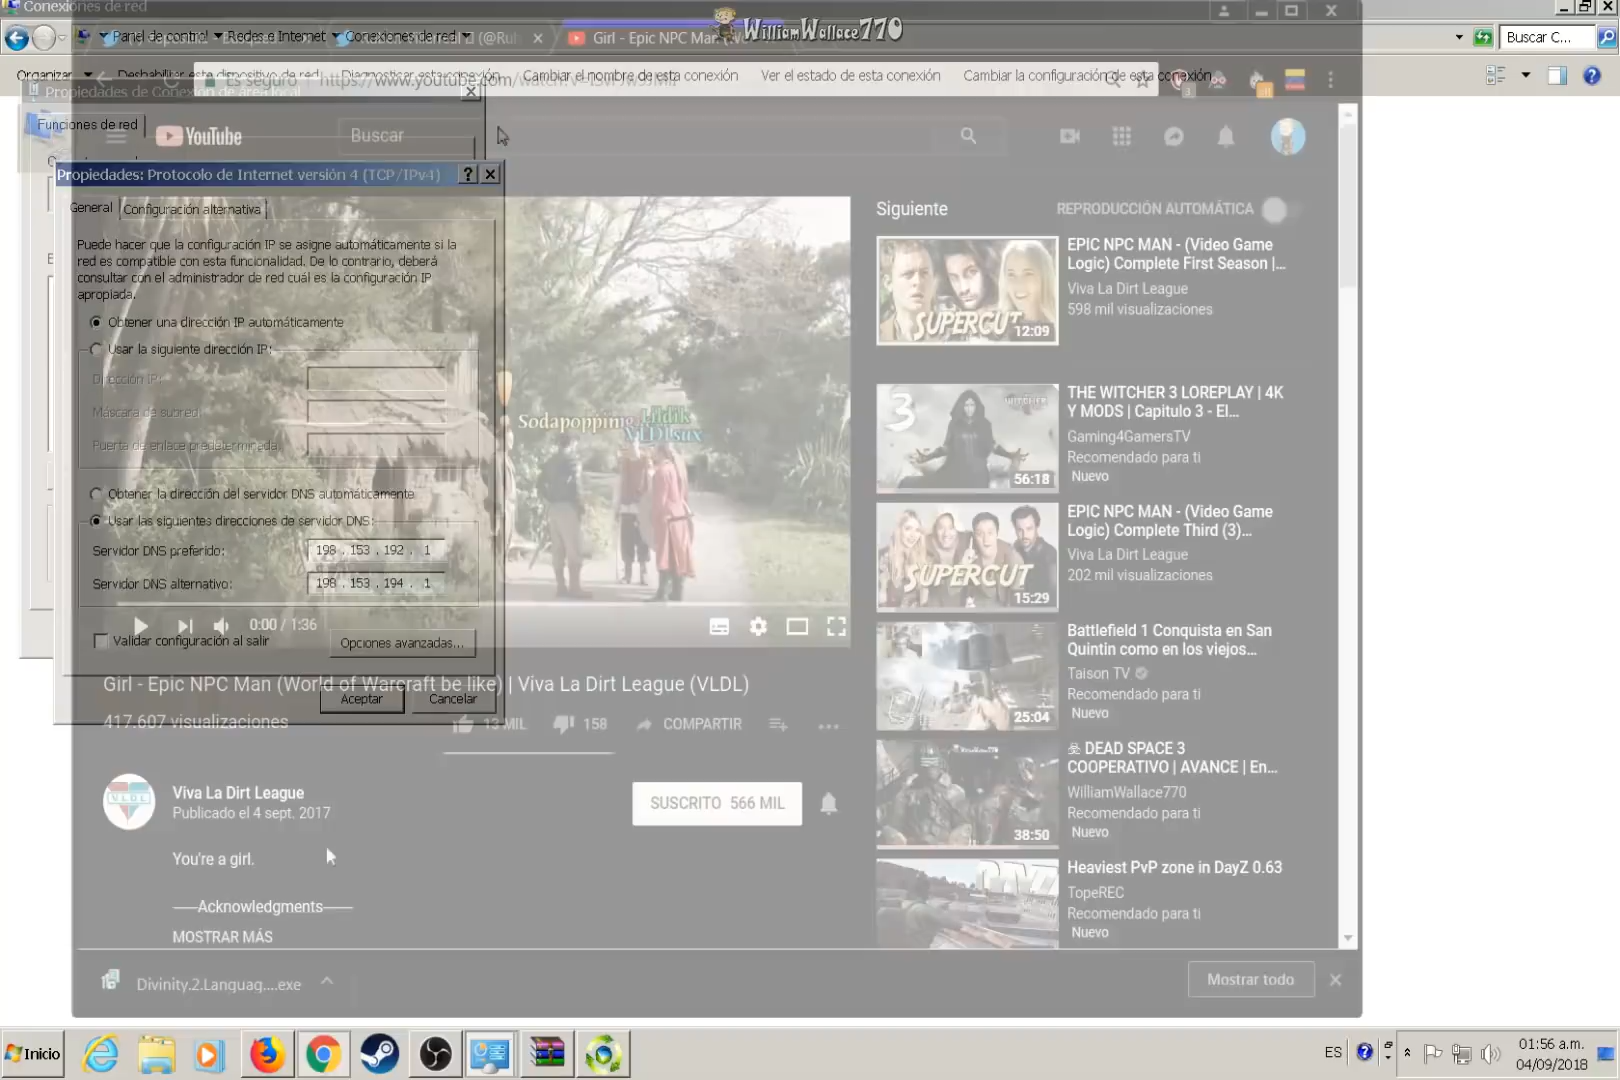 Conexiones de red
WilliamWallace770
Panel de control ▾ Redes e Internet ▾ Conexiones de red ▾
Girl - Epic NPC Man
Buscar C...
Organizar
Deshabilitar este dispositivo de red
Diagnosticar esta conexión
Cambiar el nombre de esta conexión
Ver el estado de esta conexión
Cambiar la configuración de esta conexión
Es seguro
https://www.youtube.com/
Propiedades de Conexión de área local
Funciones de red
YouTube
Buscar
Propiedades: Protocolo de Internet versión 4 (TCP/IPv4)
General
Configuración alternativa
Puede hacer que la configuración IP se asigne automáticamente si la
red es compatible con esta funcionalidad. De lo contrario, deberá
consultar con el administrador de red cuál es la configuración IP
apropiada.
Obtener una dirección IP automáticamente
Usar la siguiente dirección IP:
Dirección IP:
Máscara de subred:
Puerta de enlace predeterminada:
Obtener la dirección del servidor DNS automáticamente
Usar las siguientes direcciones de servidor DNS:
Servidor DNS preferido:
198 . 153 . 192 . 1
Servidor DNS alternativo:
198 . 153 . 194 . 1
Validar configuración al salir
Opciones avanzadas...
Aceptar
Cancelar
Sodapopping
Lildik
VLDLsux
0:00 / 1:36
Girl - Epic NPC Man (World of Warcraft be like) | Viva La Dirt League (VLDL)
417.607 visualizaciones
13 MIL
158
COMPARTIR
Viva La Dirt League
Publicado el 4 sept. 2017
SUSCRITO 566 MIL
You're a girl.
-----Acknowledgments-----
MOSTRAR MÁS
Siguiente
REPRODUCCIÓN AUTOMÁTICA
SUPERCUT
12:09
EPIC NPC MAN - (Video Game
Logic) Complete First Season |...
Viva La Dirt League
598 mil visualizaciones
3
WITCHER
56:18
THE WITCHER 3 LOREPLAY | 4K
Y MODS | Capitulo 3 - El...
Gaming4GamersTV
Recomendado para ti
Nuevo
SUPERCUT
15:29
EPIC NPC MAN - (Video Game
Logic) Complete Third (3)...
Viva La Dirt League
202 mil visualizaciones
25:04
Battlefield 1 Conquista en San
Quintin como en los viejos...
Taison TV
Recomendado para ti
Nuevo
38:50
DEAD SPACE 3
COOPERATIVO | AVANCE | En...
WilliamWallace770
Recomendado para ti
Nuevo
DAYZ
Heaviest PvP zone in DayZ 0.63
TopeREC
Recomendado para ti
Nuevo
Divinity.2.Languag....exe
Mostrar todo
Inicio
ES
01:56 a.m.
04/09/2018